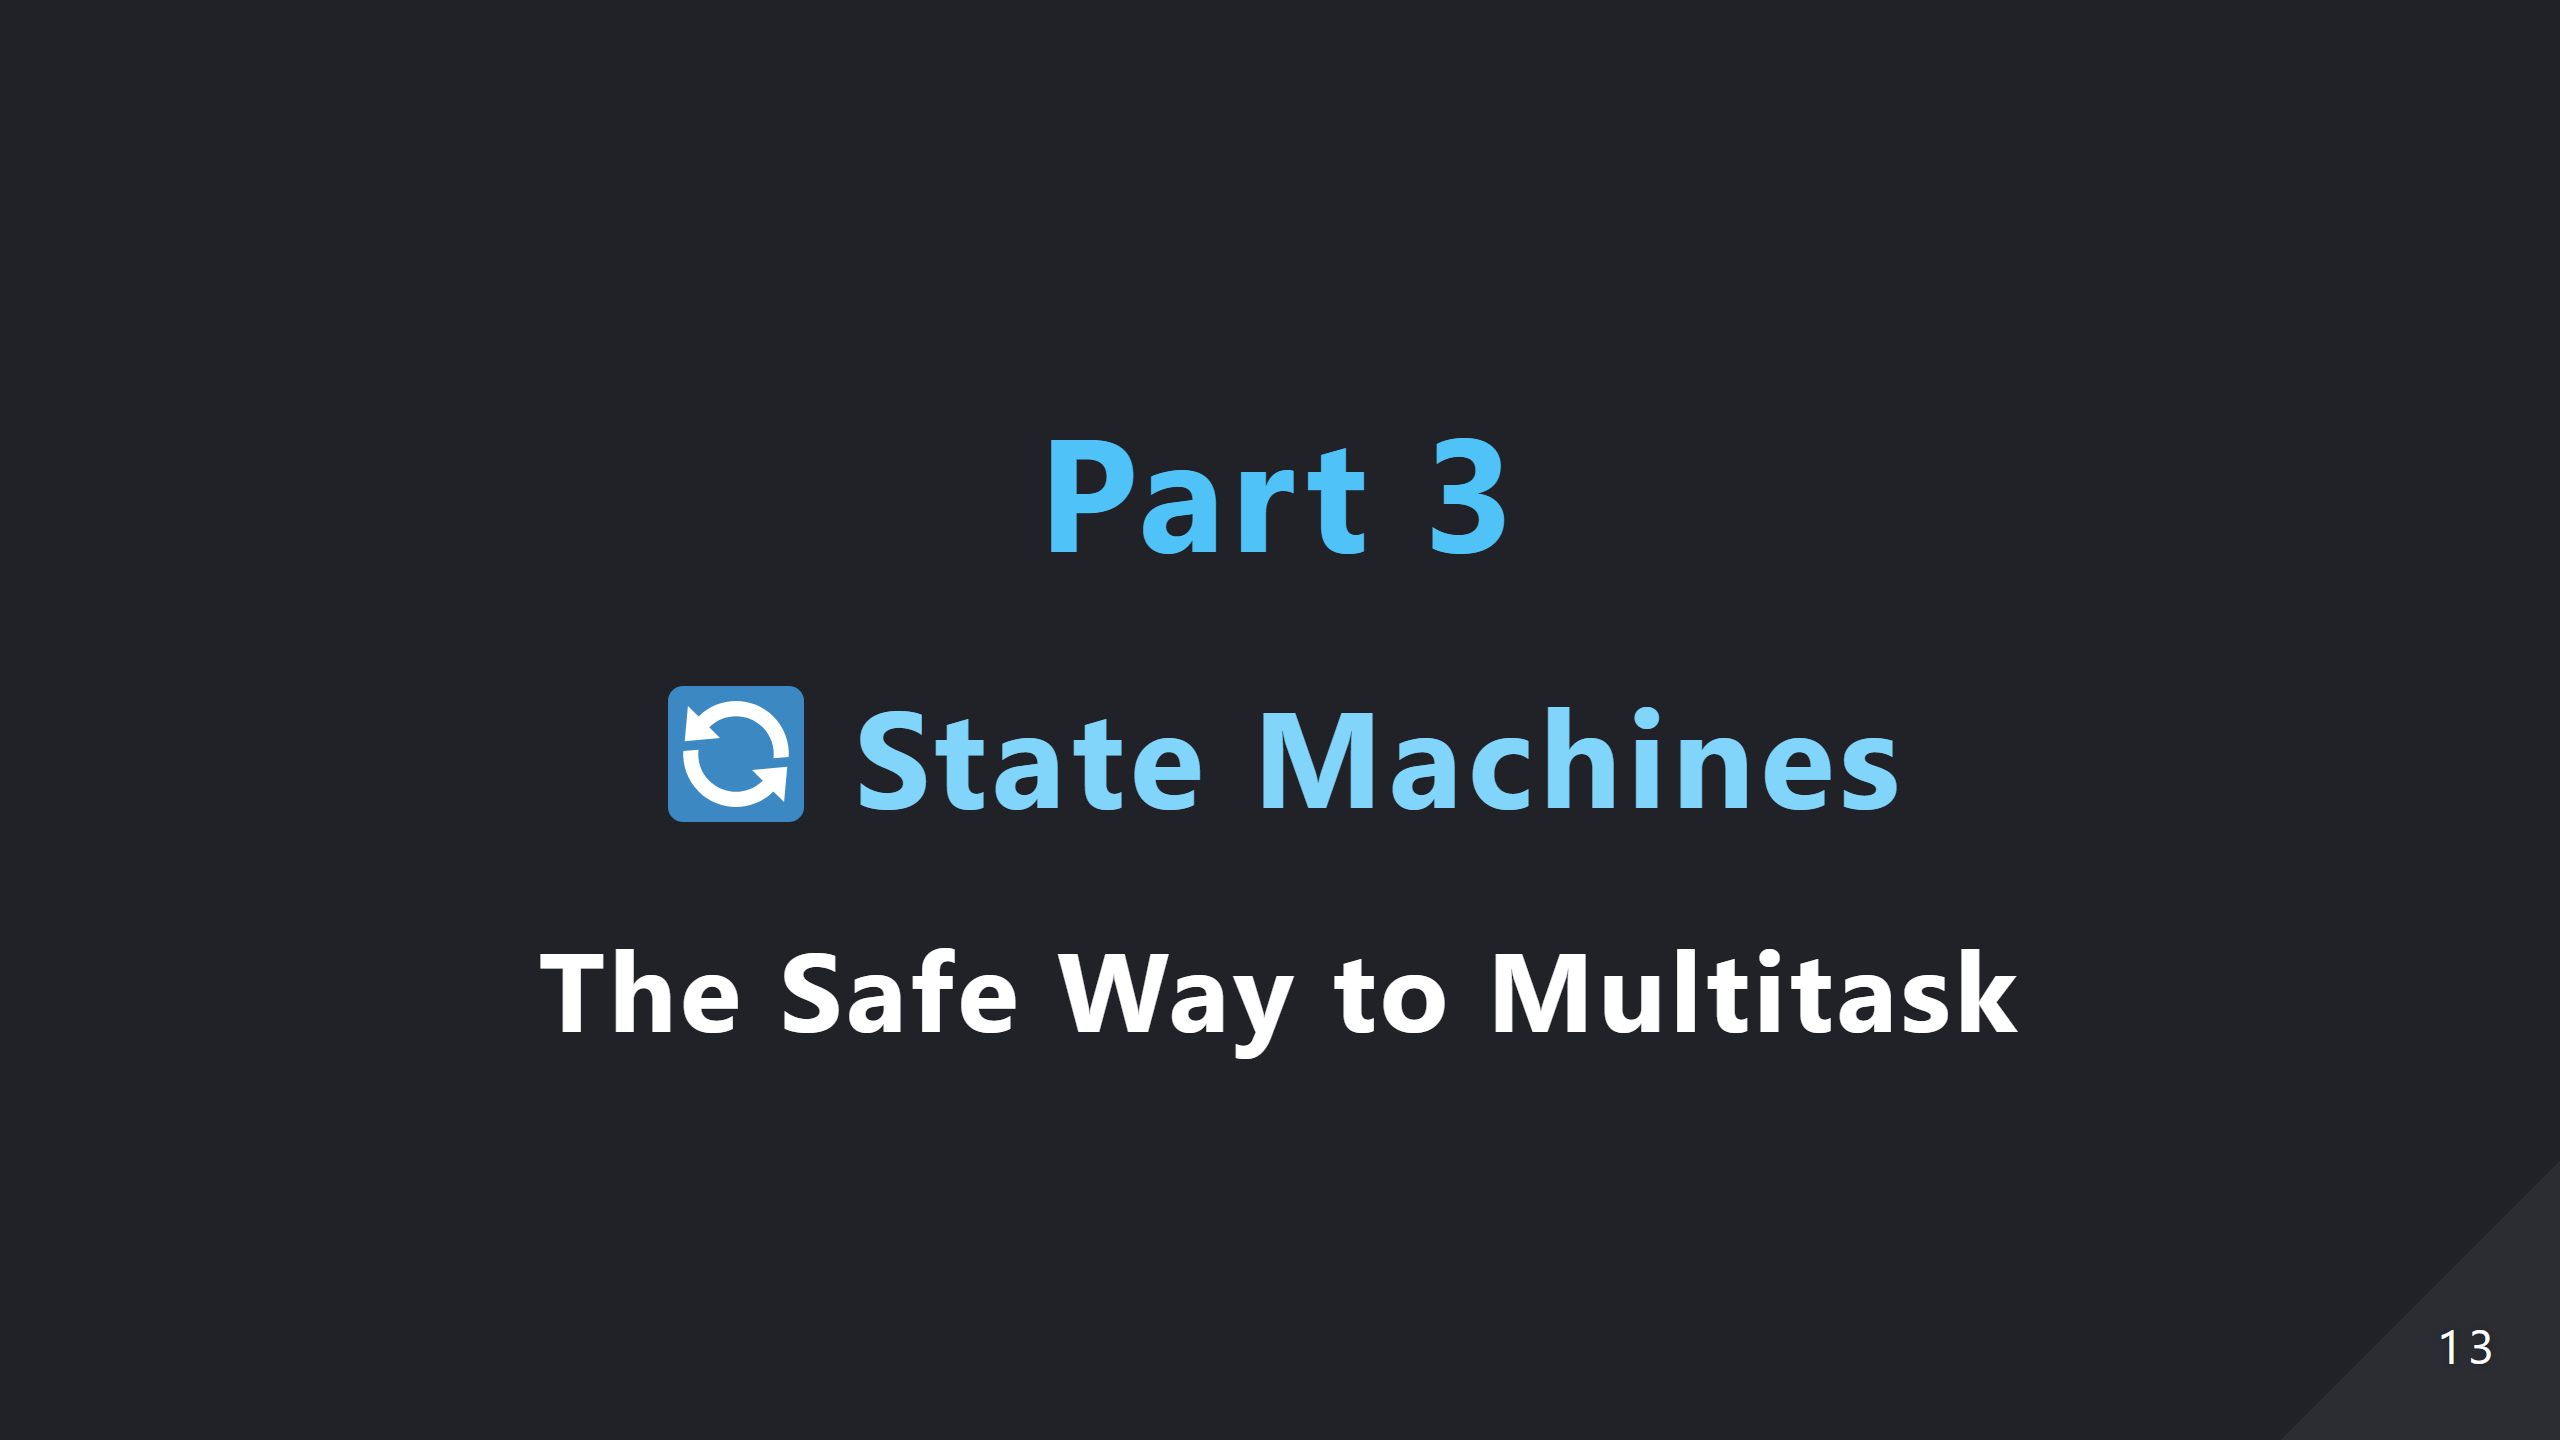 Part 3
🔄 State Machines
The Safe Way to Multitask
13